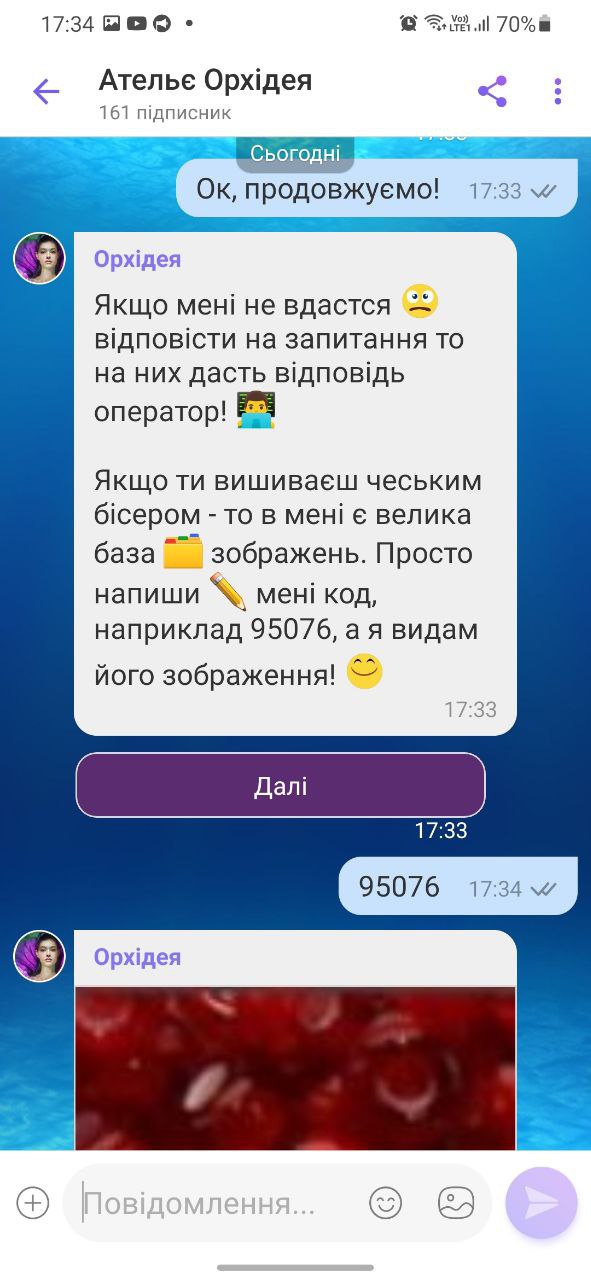 17:34 Vo)) LTE1 70%
Ательє Орхідея
161 підписник
Сьогодні
Ок, продовжуємо! 17:33
Орхідея
Якщо мені не вдастся 🙄
відповісти на запитання то
на них дасть відповідь
оператор! 👨‍💻
Якщо ти вишиваєш чеським
бісером - то в мені є велика
база 🗂️ зображень. Просто
напиши ✏️ мені код,
наприклад 95076, а я видам
його зображення! 😊
17:33
Далі
17:33
95076 17:34
Орхідея
Повідомлення...